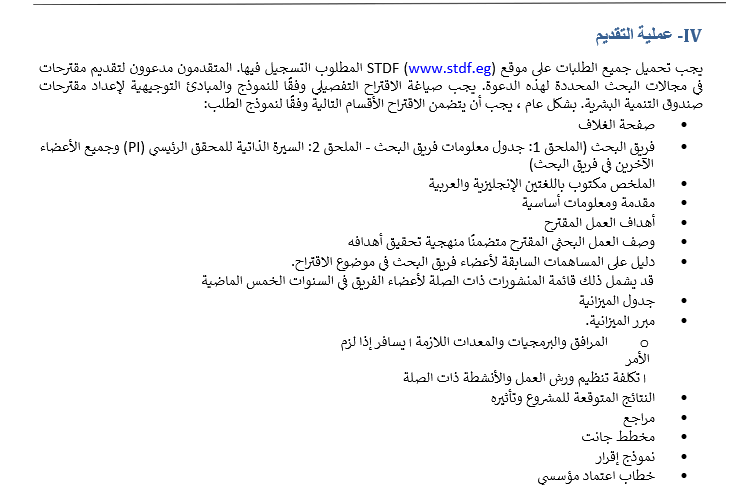 IV- عملية التقديم
يجب تحميل جميع الطلبات على موقع STDF (www.stdf.eg) المطلوب التسجيل فيها. المتقدمون مدعوون لتقديم مقترحات
في مجالات البحث المحددة لهذه الدعوة. يجب صياغة الاقتراح التفصيلي وفقًا للنموذج والمبادئ التوجيهية لإعداد مقترحات
صندوق التنمية البشرية. بشكل عام ، يجب أن يتضمن الاقتراح الأقسام التالية وفقًا لنموذج الطلب:
• صفحة الغلاف
• فريق البحث (الملحق 1: جدول معلومات فريق البحث - الملحق 2: السيرة الذاتية للمحقق الرئيسي (PI) وجميع الأعضاء
الآخرين في فريق البحث)
• الملخص مكتوب باللغتين الإنجليزية والعربية
• مقدمة ومعلومات أساسية
• أهداف العمل المقترح
• وصف العمل البحثي المقترح متضمنًا منهجية تحقيق أهدافه
• دليل على المساهمات السابقة لأعضاء فريق البحث في موضوع الاقتراح.
قد يشمل ذلك قائمة المنشورات ذات الصلة لأعضاء الفريق في السنوات الخمس الماضية
• جدول الميزانية
• مبرر الميزانية.
o المرافق والبرمجيات والمعدات اللازمة ا يسافر إذا لزم
الأمر
ا تكلفة تنظيم ورش العمل والأنشطة ذات الصلة
• النتائج المتوقعة للمشروع وتأثيره
• مراجع
• مخطط جانت
• نموذج إقرار
• خطاب اعتماد مؤسسي